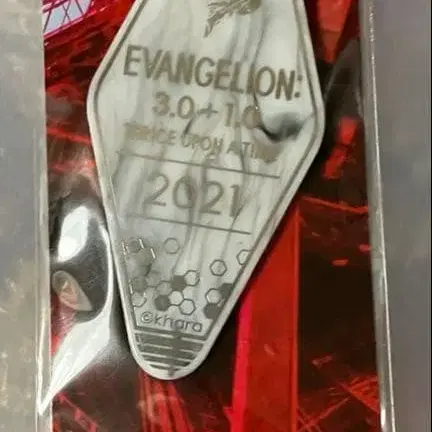 EVANGELION:
3.0+1.0
THRICE UPON A TIME
2021
©khara